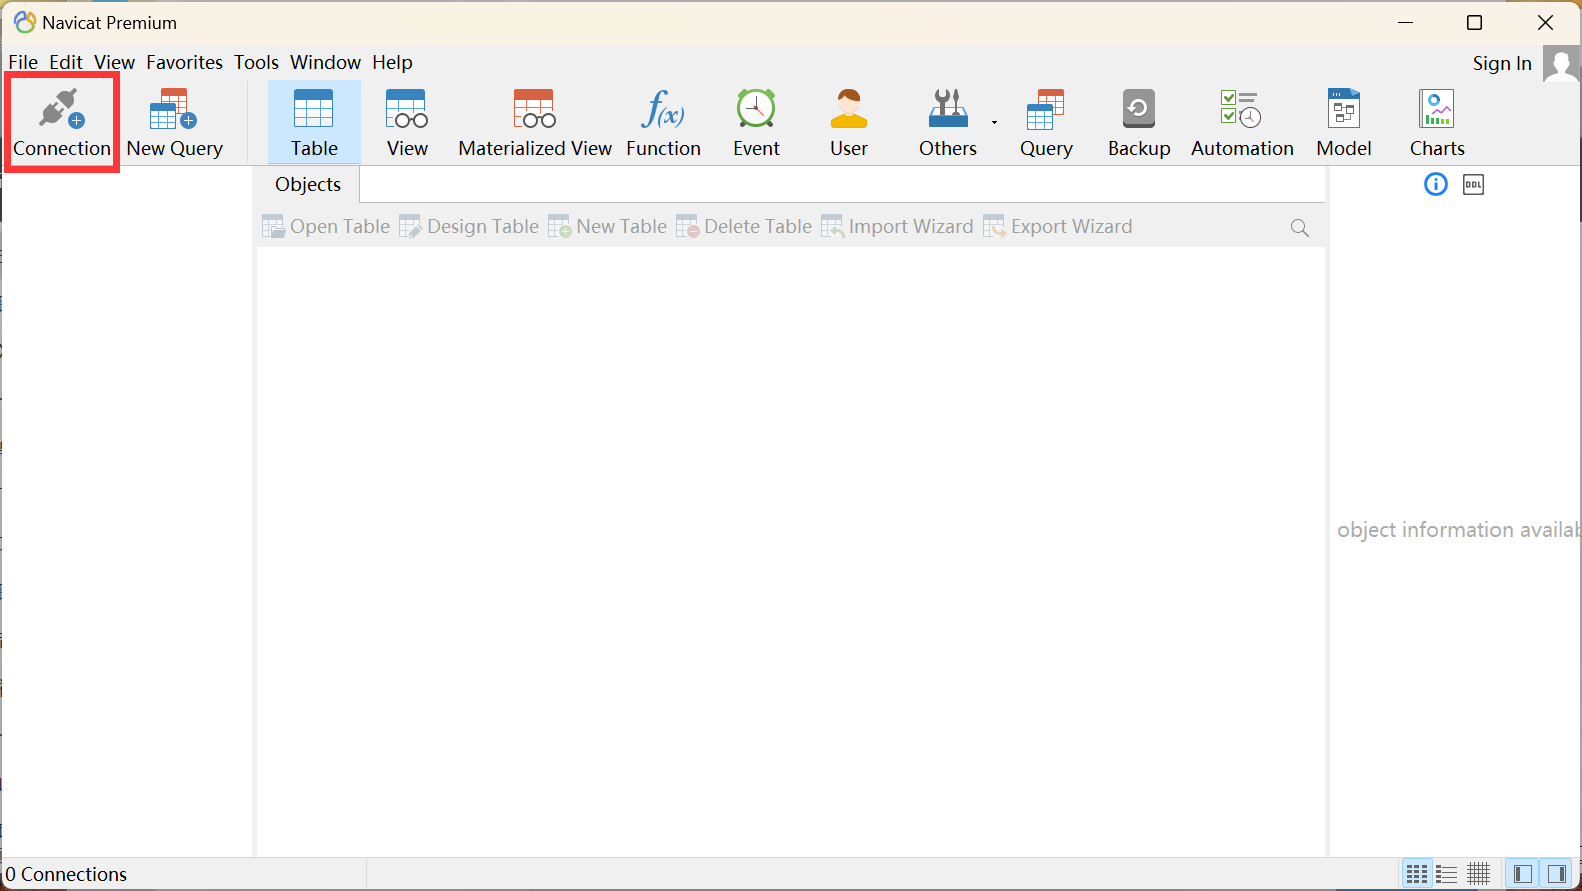 Navicat Premium
File Edit View Favorites Tools Window Help
Sign In
Connection New Query Table View Materialized View Function Event User Others Query Backup Automation Model Charts
Objects
DDL
Open Table Design Table New Table Delete Table Import Wizard Export Wizard
object information availab
0 Connections